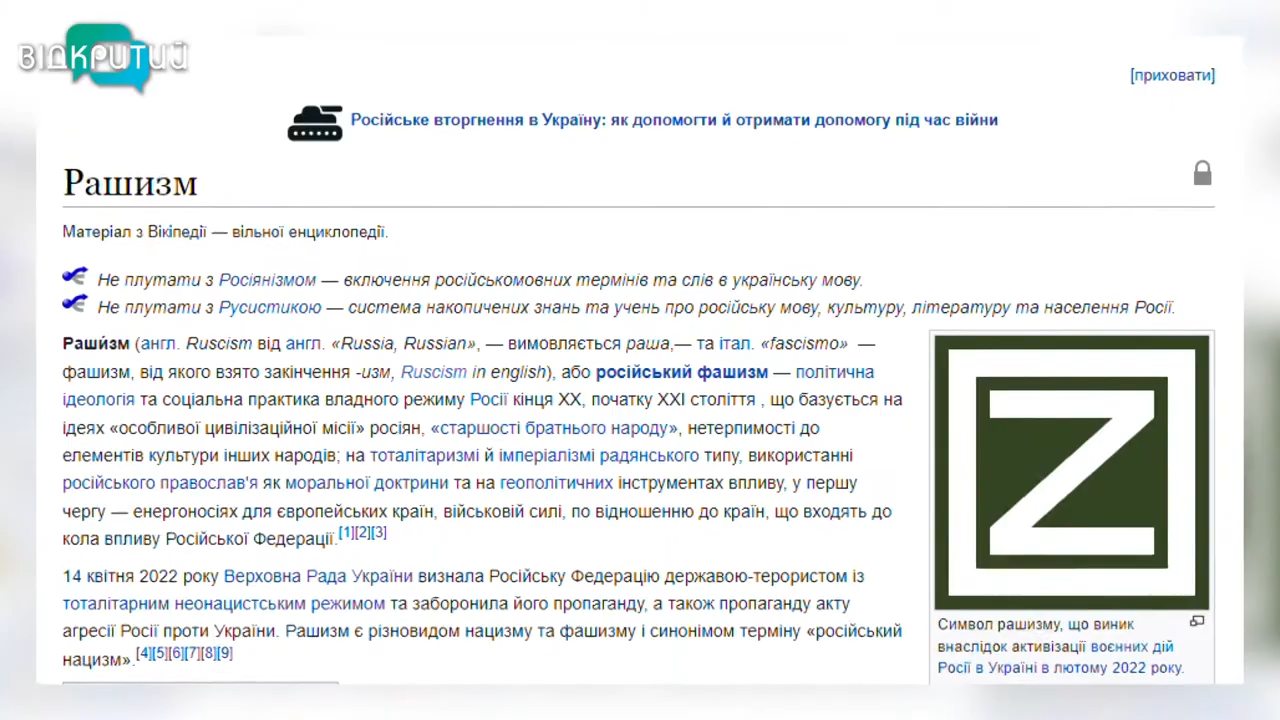 ВІДКРИТИЙ
[приховати]
Російське вторгнення в Україну: як допомогти й отримати допомогу під час війни
Рашизм
Матеріал з Вікіпедії — вільної енциклопедії.
Не плутати з Росіянізмом — включення російськомовних термінів та слів в українську мову.
Не плутати з Русистикою — система накопичених знань та учень про російську мову, культуру, літературу та населення Росії.
Раши́зм (англ. Ruscism від англ. «Russia, Russian», — вимовляється раша,— та італ. «fascismo» —
фашизм, від якого взято закінчення -изм, Ruscism in english), або російський фашизм — політична
ідеологія та соціальна практика владного режиму Росії кінця XX, початку XXI століття , що базується на
ідеях «особливої цивілізаційної місії» росіян, «старшості братнього народу», нетерпимості до
елементів культури інших народів; на тоталітаризмі й імперіалізмі радянського типу, використанні
російського православ'я як моральної доктрини та на геополітичних інструментах впливу, у першу
чергу — енергоносіях для європейських країн, військовій силі, по відношенню до країн, що входять до
кола впливу Російської Федерації.[1][2][3]
14 квітня 2022 року Верховна Рада України визнала Російську Федерацію державою-терористом із
тоталітарним неонацистським режимом та заборонила його пропаганду, а також пропаганду акту
агресії Росії проти України. Рашизм є різновидом нацизму та фашизму і синонімом терміну «російський
нацизм».[4][5][6][7][8][9]
Z
Символ рашизму, що виник
внаслідок активізації воєнних дій
Росії в Україні в лютому 2022 року.